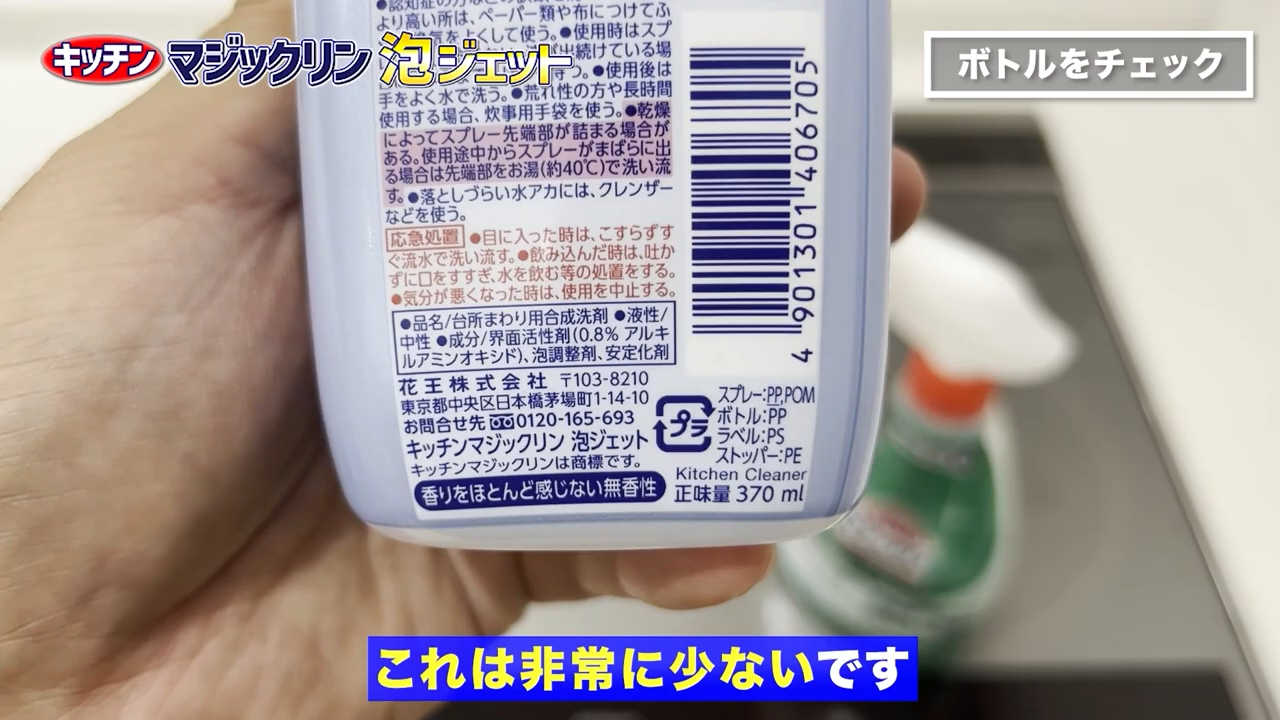 キッチン マジックリン 泡ジェット
ボトルをチェック
より高い所は、ペーパー類や布につけてふ
気をよくして使う。●使用時はスプ
出続けている場
つ。●使用後は
手をよく水で洗う。●荒れ性の方や長時間
使用する場合、炊事用手袋を使う。●乾燥
によってスプレー先端部が詰まる場合が
ある。使用途中からスプレーがまばらに出
る場合は先端部をお湯(約40℃)で洗い流
す。●落としづらい水アカには、クレンザー
などを使う。
応急処置 ●目に入った時は、こすらずす
ぐ流水で洗い流す。●飲み込んだ時は、吐か
ずに口をすすぎ、水を飲む等の処置をする。
●気分が悪くなった時は、使用を中止する。
●品名/台所まわり用合成洗剤 ●液性/
中性 ●成分/界面活性剤(0.8% アルキ
ルアミンオキシド)、泡調整剤、安定化剤
花王株式会社 〒103-8210
東京都中央区日本橋茅場町1-14-10
お問合せ先 0120-165-693
キッチンマジックリン 泡ジェット
キッチンマジックリンは商標です。
香りをほとんど感じない無香性
4 901301 406705
プラ
スプレー:PP,POM
ボトル:PP
ラベル:PS
ストッパー:PE
Kitchen Cleaner
正味量 370 ml
これは非常に少ないです